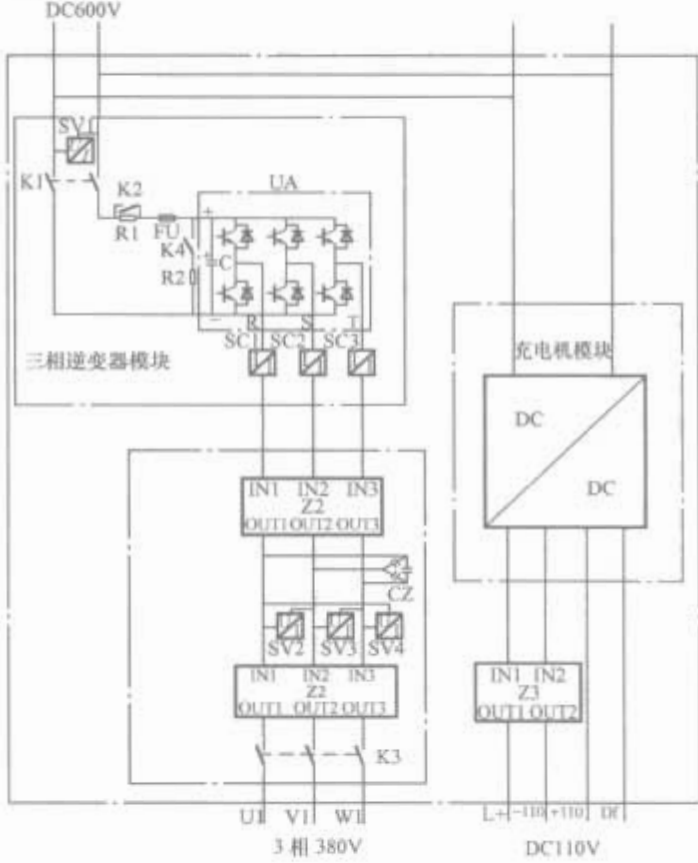 DC600V
SV1
K1
K2
UA
R1
FU
K4
C
R2
R
S
T
SC1
SC2
SC3
三相逆变器模块
充电机模块
DC
DC
IN1 IN2 IN3
Z2
OUT1 OUT2 OUT3
CZ
SV2
SV3
SV4
IN1 IN2 IN3
Z2
OUT1 OUT2 OUT3
IN1 IN2
Z3
OUT1 OUT2
K3
U1 V1 W1
L+ -110 +110
3 相 380V
DC110V